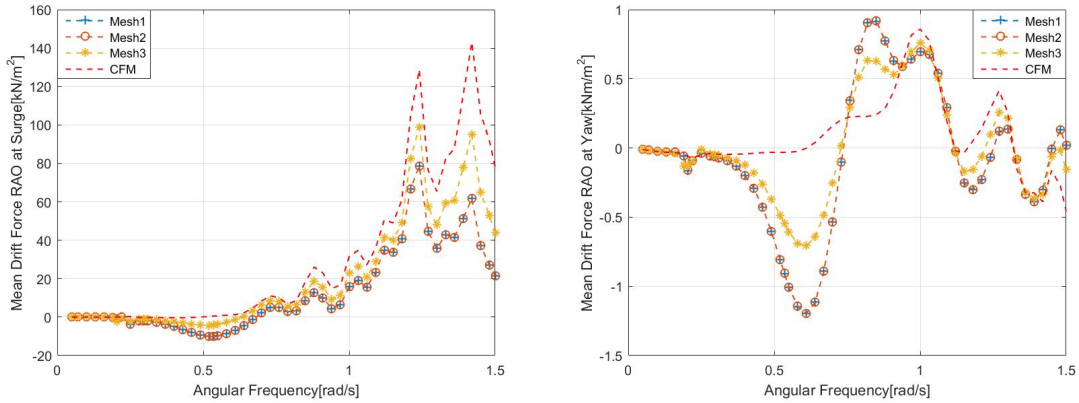 160
140
120
100
80
60
40
20
0
-20
Mean Drift Force RAO at Surge[kN/m²]
Mesh1
Mesh2
Mesh3
CFM
0
0.5
1
1.5
Angular Frequency[rad/s]
1
0.5
0
-0.5
-1
-1.5
Mean Drift Force RAO at Yaw[kNm/m²]
Mesh1
Mesh2
Mesh3
CFM
0
0.5
1
1.5
Angular Frequency[rad/s]